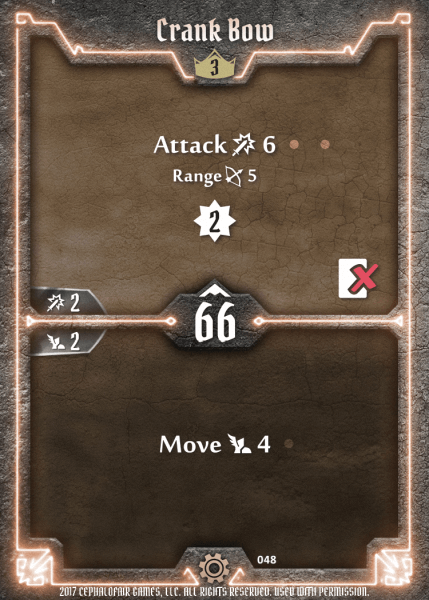 Crank Bow
3
Attack 6
Range 5
2
2
66
2
Move 4
048
2017 CEPHALOFAIR GAMES, LLC. ALL RIGHTS RESERVED. USED WITH PERMISSION.